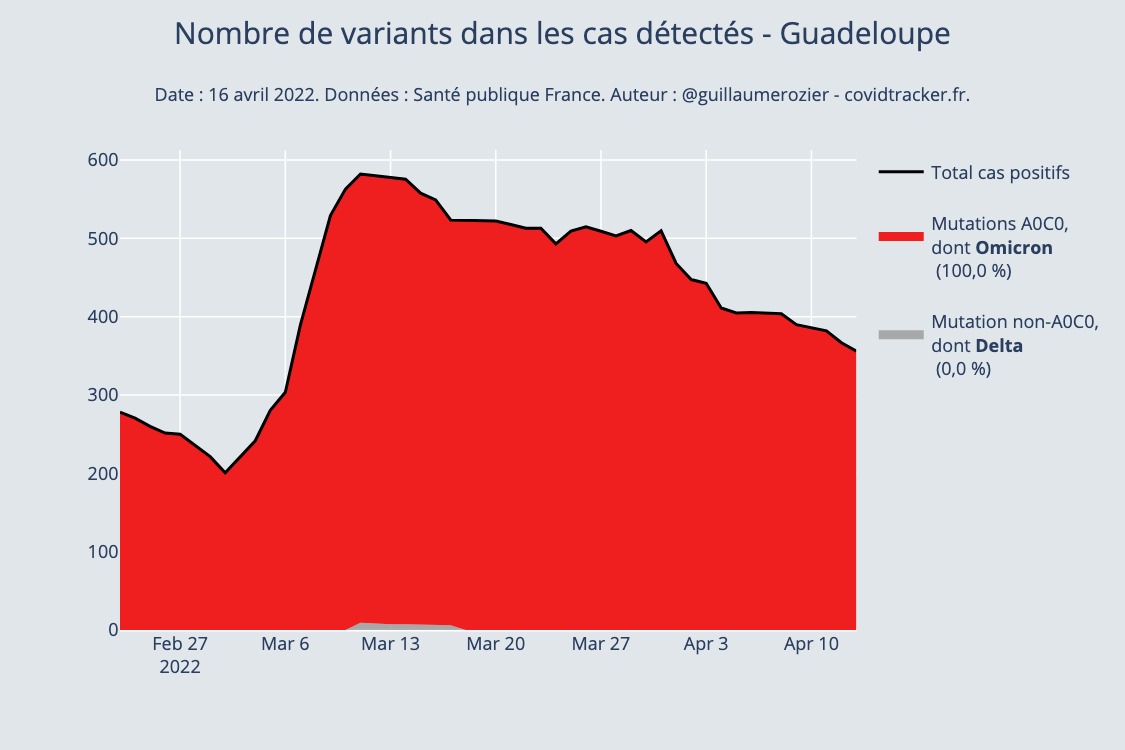 Nombre de variants dans les cas détectés - Guadeloupe
Date : 16 avril 2022. Données : Santé publique France. Auteur : @guillaumerozier - covidtracker.fr.
600
500
400
300
200
100
0
Feb 27
2022
Mar 6
Mar 13
Mar 20
Mar 27
Apr 3
Apr 10
Total cas positifs
Mutations A0C0,
dont Omicron
(100,0 %)
Mutation non-A0C0,
dont Delta
(0,0 %)